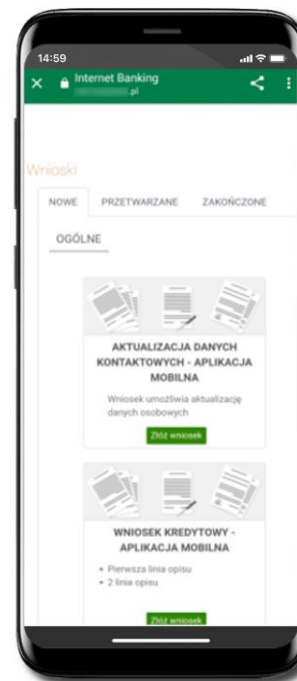 14:59
Internet Banking
.pl
Wnioski
NOWE PRZETWARZANE ZAKOŃCZONE
OGÓLNE
AKTUALIZACJA DANYCH
KONTAKTOWYCH - APLIKACJA
MOBILNA
Wniosek umożliwia aktualizację
danych osobowych
Złóż wniosek
WNIOSEK KREDYTOWY -
APLIKACJA MOBILNA
• Pierwsza linia opisu
• 2 linia opisu
Złóż wniosek